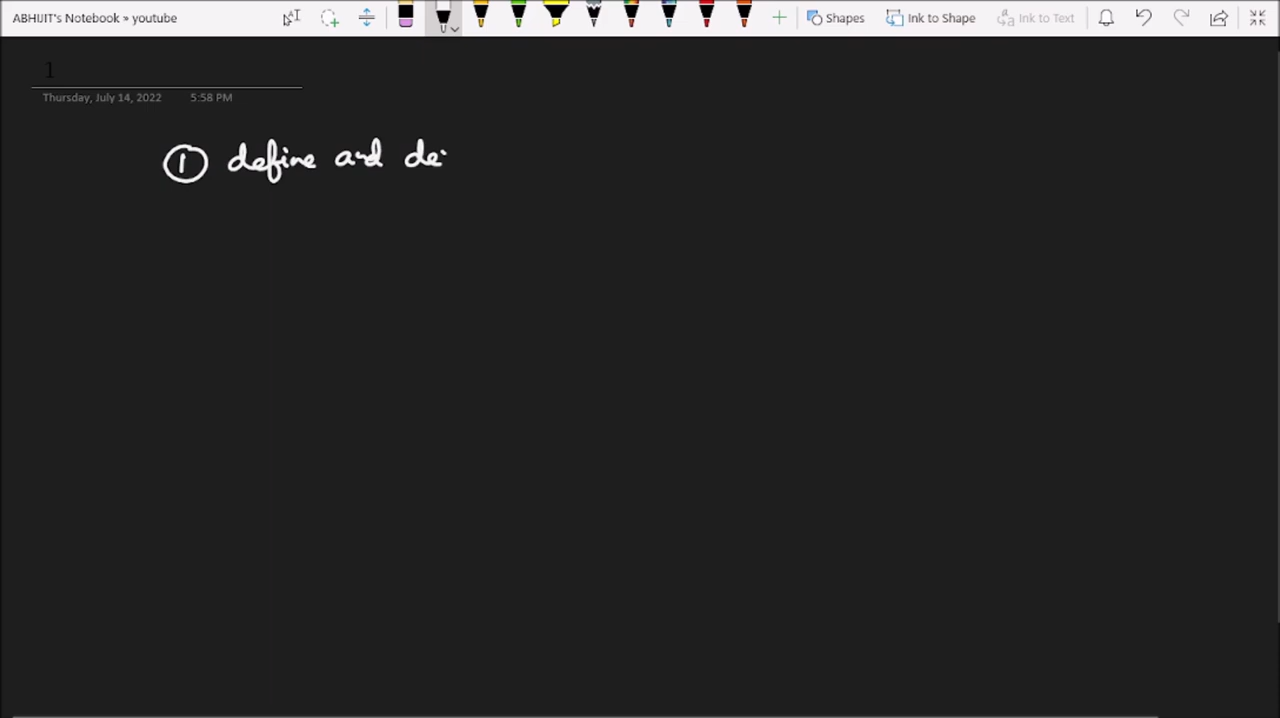 ABHIJIT's Notebook » youtube
Shapes
Ink to Shape
Ink to Text
1
Thursday, July 14, 2022 5:58 PM
① define and de